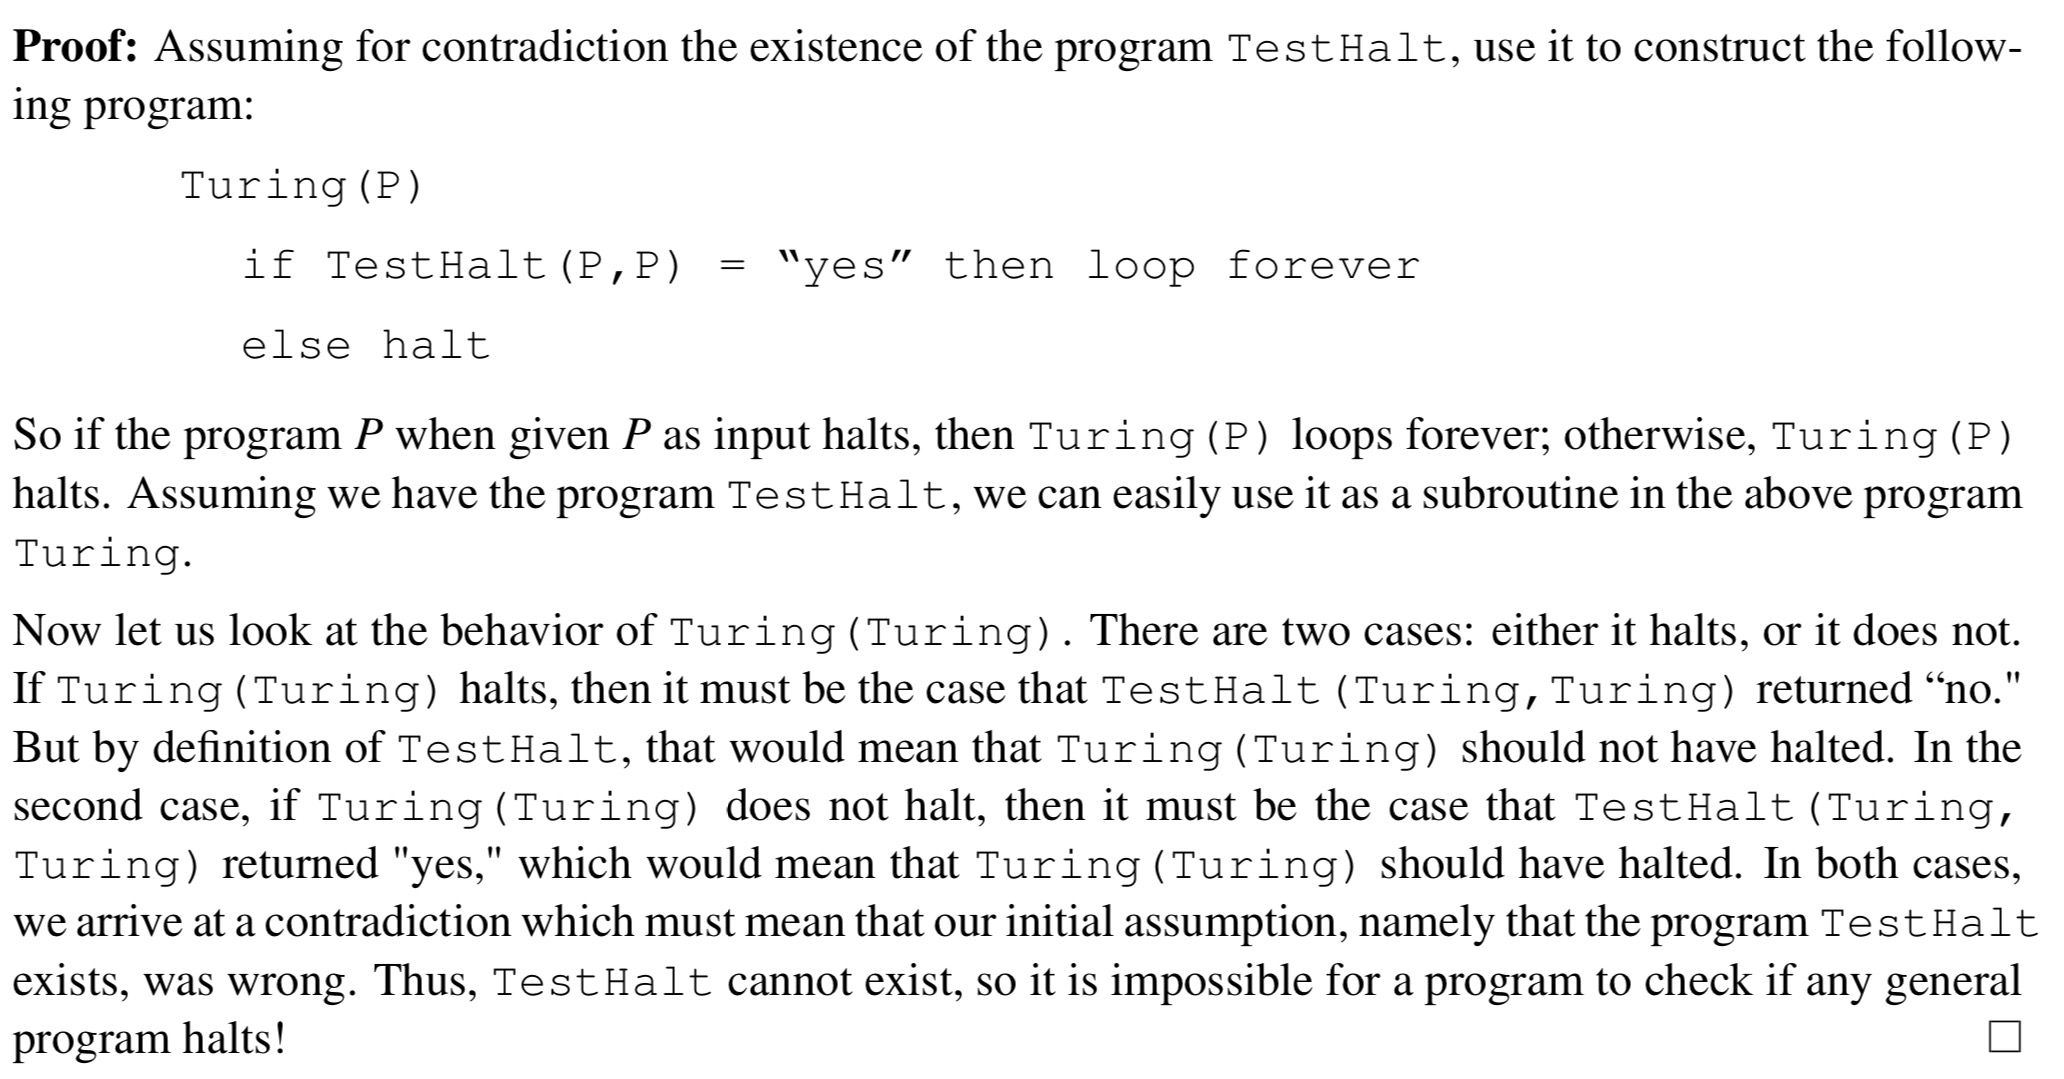 Proof: Assuming for contradiction the existence of the program TestHalt, use it to construct the follow-
ing program:
Turing(P)
if TestHalt(P,P) = “yes” then loop forever
else halt
So if the program P when given P as input halts, then Turing(P) loops forever; otherwise, Turing(P)
halts. Assuming we have the program TestHalt, we can easily use it as a subroutine in the above program
Turing.
Now let us look at the behavior of Turing(Turing). There are two cases: either it halts, or it does not.
If Turing(Turing) halts, then it must be the case that TestHalt(Turing,Turing) returned “no."
But by definition of TestHalt, that would mean that Turing(Turing) should not have halted. In the
second case, if Turing(Turing) does not halt, then it must be the case that TestHalt(Turing,
Turing) returned "yes," which would mean that Turing(Turing) should have halted. In both cases,
we arrive at a contradiction which must mean that our initial assumption, namely that the program TestHalt
exists, was wrong. Thus, TestHalt cannot exist, so it is impossible for a program to check if any general
program halts! □